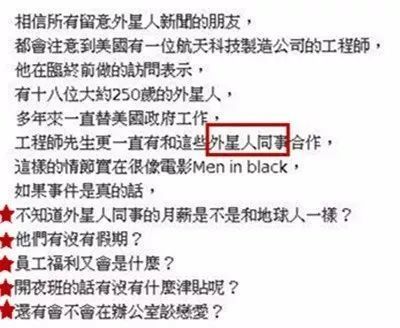 相信所有留意外星人新聞的朋友，
都會注意到美國有一位航天科技製造公司的工程師，
他在臨終前做的訪問表示，
有十八位大約250歲的外星人，
多年來一直替美國政府工作，
工程師先生更一直有和這些外星人同事合作，
這樣的情節實在很像電影Men in black，
如果事件是真的話，
不知道外星人同事的月薪是不是和地球人一樣？
他們有沒有假期？
員工福利又會是什麼？
開夜班的話有沒有什麼津貼呢？
還有會不會在辦公室談戀愛？